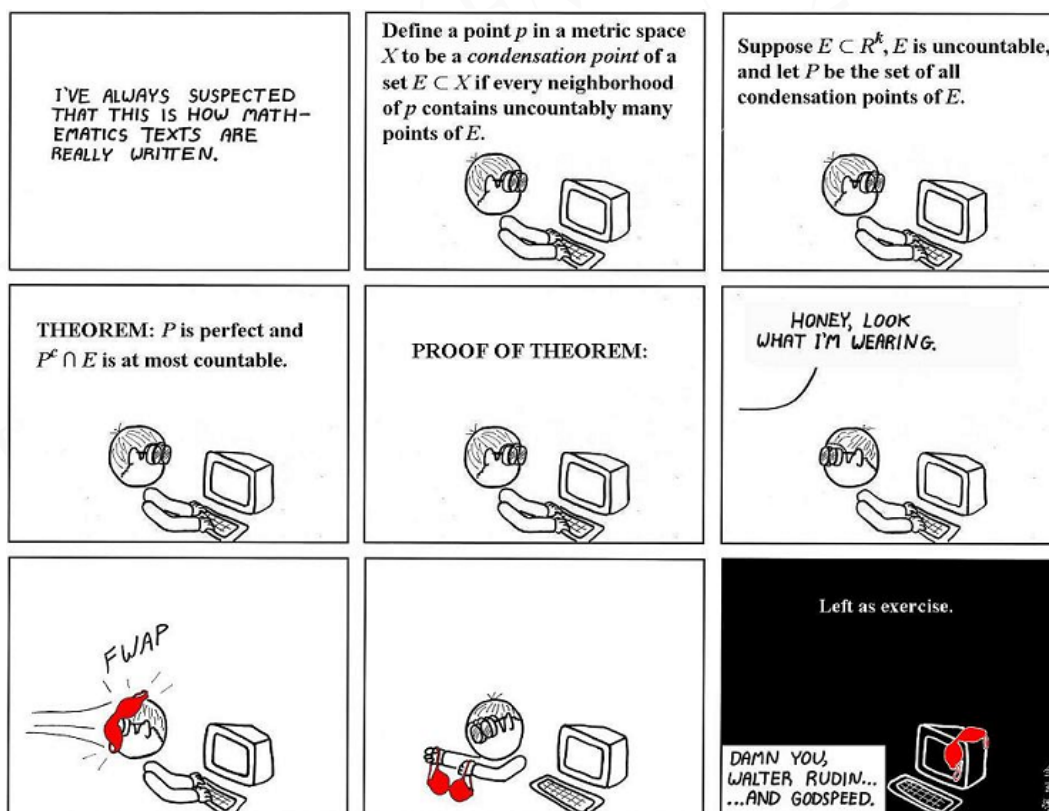 I'VE ALWAYS SUSPECTED
THAT THIS IS HOW MATH-
EMATICS TEXTS ARE
REALLY WRITTEN.
Define a point p in a metric space
X to be a condensation point of a
set E ⊂ X if every neighborhood
of p contains uncountably many
points of E.
Suppose E ⊂ Rᵏ, E is uncountable,
and let P be the set of all
condensation points of E.
THEOREM: P is perfect and
Pᶜ ∩ E is at most countable.
PROOF OF THEOREM:
HONEY, LOOK
WHAT I'M WEARING.
FWAP
Left as exercise.
DAMN YOU,
WALTER RUDIN...
...AND GODSPEED.